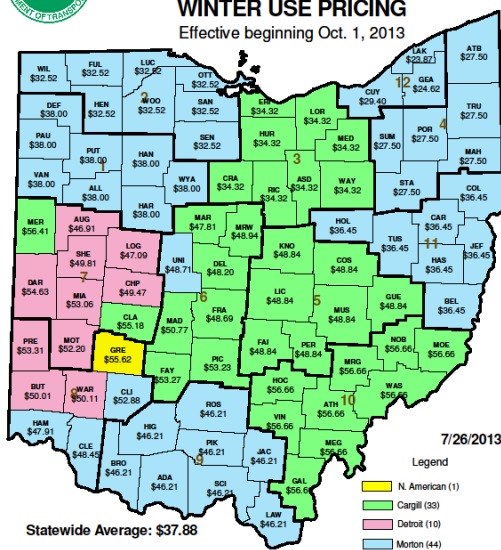 MENT OF TRANSPORT
WINTER USE PRICING
Effective beginning Oct. 1, 2013
WIL
$32.52
FUL
$32.52
LUC
$32.52
OTT
$32.52
LAK
$23.87
ATB
$27.50
DEF
$38.00
HEN
$32.52
2
WOO
$32.52
SAN
$32.52
ERI
$34.32
LOR
$34.32
CUY
$29.40
12
GEA
$24.62
PAU
$38.00
PUT
$38.00
1
HAN
$38.00
SEN
$32.52
HUR
$34.32
MED
$34.32
SUM
$27.50
POR
$27.50
4
TRU
$27.50
MAH
$27.50
VAN
$38.00
ALL
$38.00
WYA
$38.00
CRA
$34.32
3
RIC
$34.32
ASD
$34.32
WAY
$34.32
STA
$27.50
COL
$36.45
HAR
$38.00
MER
$56.41
AUG
$46.91
MAR
$47.81
MRW
$48.94
HOL
$36.45
CAR
$36.45
TUS
$36.45
11
JEF
$36.45
HAS
$36.45
SHE
$49.81
LOG
$47.09
UNI
$48.71
DEL
$48.20
KNO
$48.84
COS
$48.84
7
DAR
$54.63
MIA
$53.06
CHP
$49.47
6
LIC
$48.84
5
MUS
$48.84
GUE
$48.84
BEL
$36.45
CLA
$55.18
MAD
$50.77
FRA
$48.69
PRE
$53.31
MOT
$52.20
GRE
$55.62
FAY
$53.27
PIC
$53.23
FAI
$48.84
PER
$48.84
MRG
$56.66
NOB
$56.66
MOE
$56.66
WAS
$56.66
BUT
$50.01
8
WAR
$50.11
CLI
$52.88
ROS
$46.21
HOC
$56.66
ATH
$56.66
10
HAM
$47.91
CLE
$48.45
HIG
$46.21
PIK
$46.21
9
JAC
$46.21
VIN
$56.66
MEG
$56.66
BRO
$46.21
ADA
$46.21
SCI
$46.21
GAL
$56.66
LAW
$46.21
7/26/2013
Legend
N. American (1)
Cargill (33)
Detroit (10)
Morton (44)
Statewide Average: $37.88